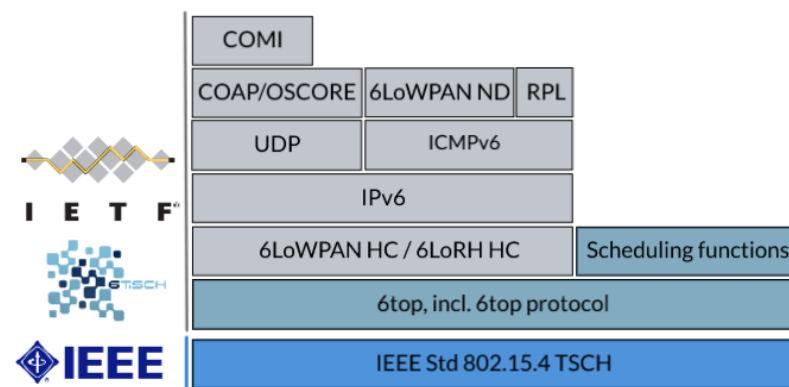 COMI
COAP/OSCORE 6LoWPAN ND RPL
UDP ICMPv6
IETF®
IPv6
6LoWPAN HC / 6LoRH HC Scheduling functions
6TiSCH
6top, incl. 6top protocol
IEEE
IEEE Std 802.15.4 TSCH